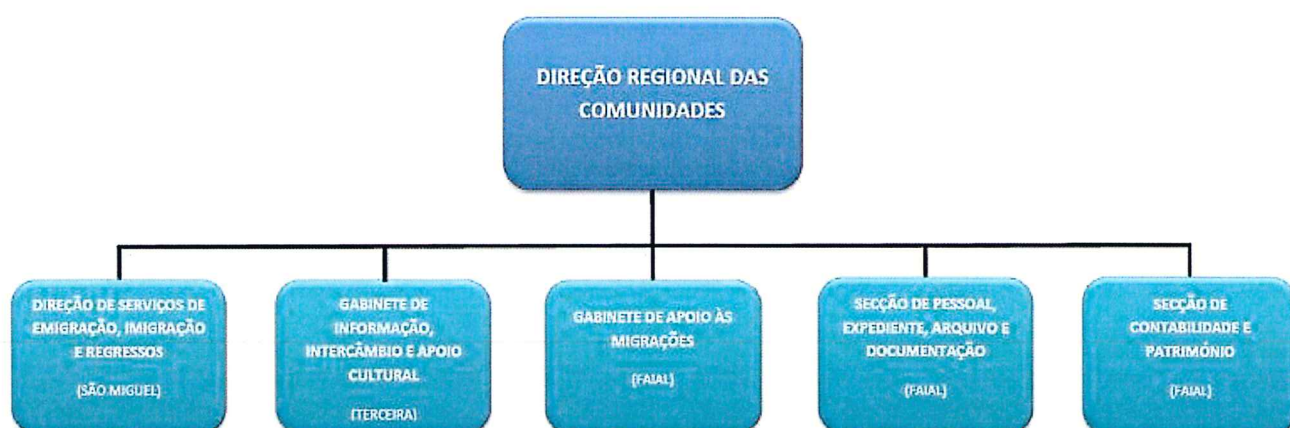 DIREÇÃO REGIONAL DAS
COMUNIDADES
DIREÇÃO DE SERVIÇOS DE
EMIGRAÇÃO, IMIGRAÇÃO
E REGRESSOS
(SÃO MIGUEL)
GABINETE DE
INFORMAÇÃO,
INTERCÂMBIO E APOIO
CULTURAL
(TERCEIRA)
GABINETE DE APOIO ÀS
MIGRAÇÕES
(FAIAL)
SECÇÃO DE PESSOAL,
EXPEDIENTE, ARQUIVO E
DOCUMENTAÇÃO
(FAIAL)
SECÇÃO DE
CONTABILIDADE E
PATRIMÓNIO
(FAIAL)